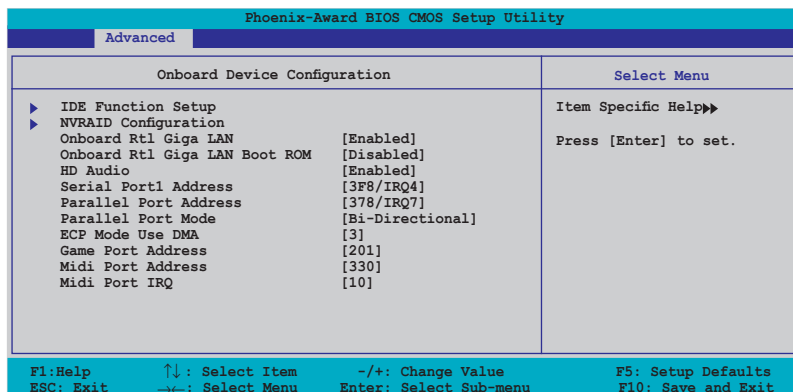 Phoenix-Award BIOS CMOS Setup Utility
Advanced
Onboard Device Configuration
Select Menu
IDE Function Setup
NVRAID Configuration
Onboard Rtl Giga LAN [Enabled]
Onboard Rtl Giga LAN Boot ROM [Disabled]
HD Audio [Enabled]
Serial Port1 Address [3F8/IRQ4]
Parallel Port Address [378/IRQ7]
Parallel Port Mode [Bi-Directional]
ECP Mode Use DMA [3]
Game Port Address [201]
Midi Port Address [330]
Midi Port IRQ [10]
Item Specific Help
Press [Enter] to set.
F1:Help ↑↓: Select Item -/+: Change Value F5: Setup Defaults
ESC: Exit →←: Select Menu Enter: Select Sub-menu F10: Save and Exit